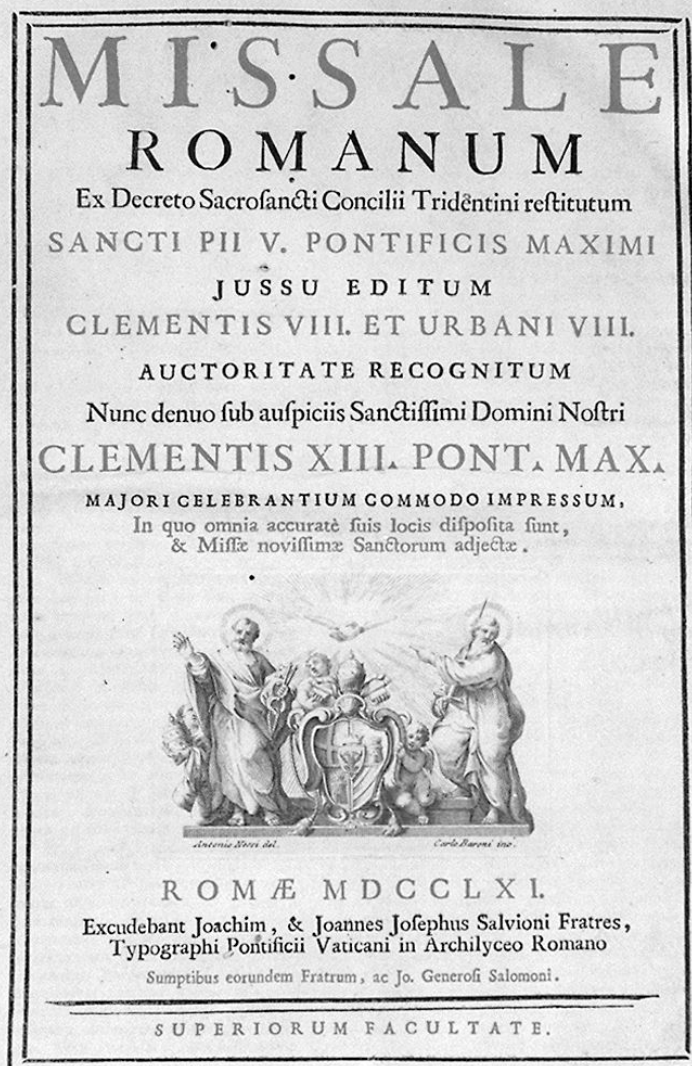 MISSALE
ROMANUM
Ex Decreto Sacroſancti Concilii Tridentini reſtitutum
SANCTI PII V. PONTIFICIS MAXIMI
JUSSU EDITUM
CLEMENTIS VIII. ET URBANI VIII.
AUCTORITATE RECOGNITUM
Nunc denuo ſub auſpiciis Sanctiſſimi Domini Noſtri
CLEMENTIS XIII. PONT. MAX.
MAJORI CELEBRANTIUM COMMODO IMPRESSUM,
In quo omnia accuratè ſuis locis diſpoſita ſunt,
& Miſſæ noviſſimæ Sanctorum adjectæ.
Antonio del.
Carlo Baroni inc.
ROMÆ MDCCLXI.
Excudebant Joachim, & Joannes Joſephus Salvioni Fratres,
Typographi Pontificii Vaticani in Archilyceo Romano
Sumptibus eorundem Fratrum, ac Jo. Generoſi Salomoni.
SUPERIORUM FACULTATE.